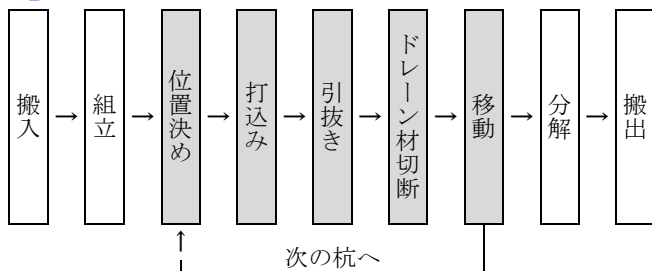 搬入
→
組立
→
位置決め
→
打込み
→
引抜き
→
ドレーン材切断
→
移動
→
分解
→
搬出
次の杭へ